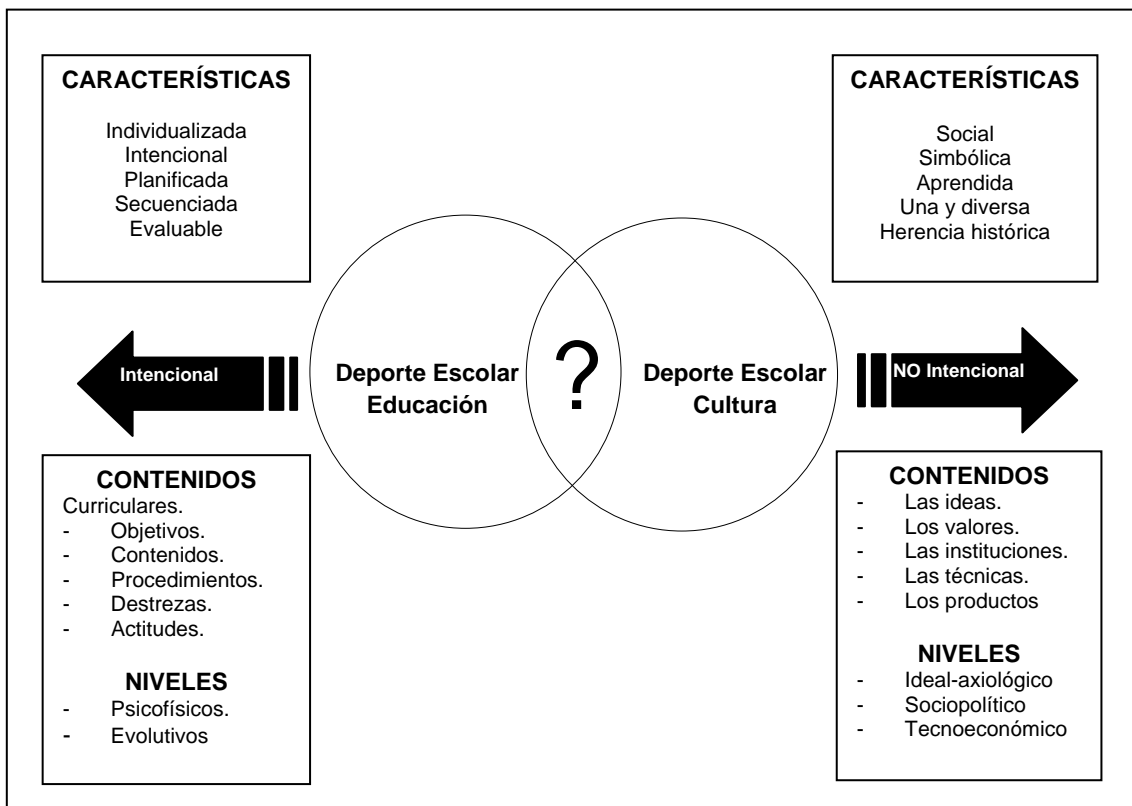 CARACTERÍSTICAS
Individualizada
Intencional
Planificada
Secuenciada
Evaluable
CARACTERÍSTICAS
Social
Simbólica
Aprendida
Una y diversa
Herencia histórica
Intencional
Deporte Escolar
Educación
?
Deporte Escolar
Cultura
NO Intencional
CONTENIDOS
Curriculares.
- Objetivos.
- Contenidos.
- Procedimientos.
- Destrezas.
- Actitudes.
NIVELES
- Psicofísicos.
- Evolutivos
CONTENIDOS
- Las ideas.
- Los valores.
- Las instituciones.
- Las técnicas.
- Los productos
NIVELES
- Ideal-axiológico
- Sociopolítico
- Tecnoeconómico